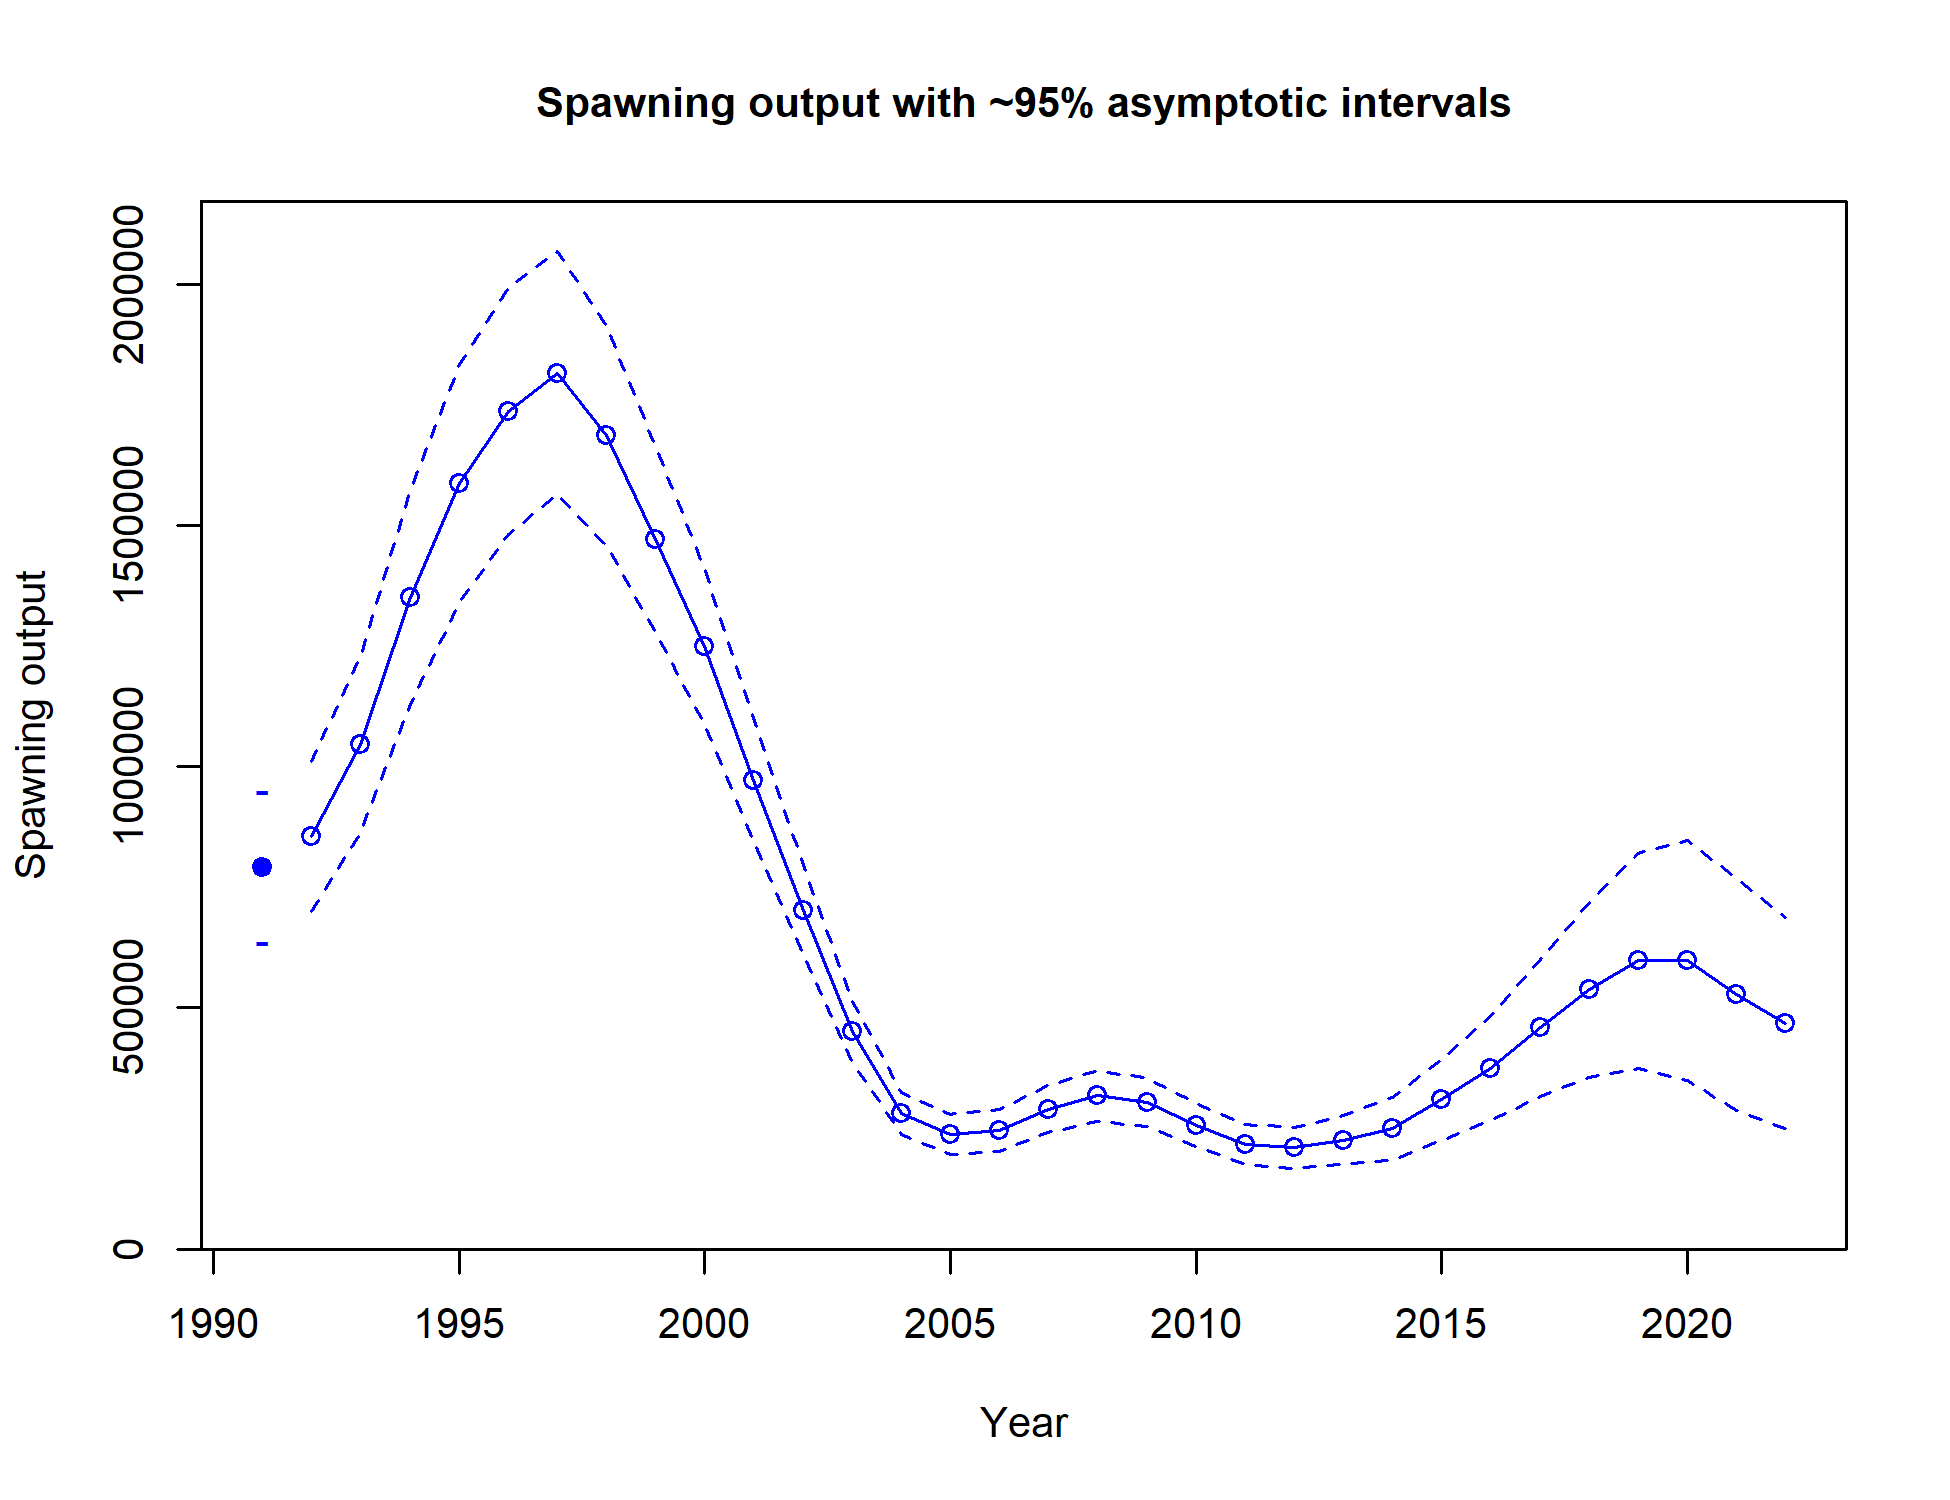 Spawning output with ~95% asymptotic intervals
Spawning output
2000000
1500000
1000000
500000
0
1990 1995 2000 2005 2010 2015 2020
Year